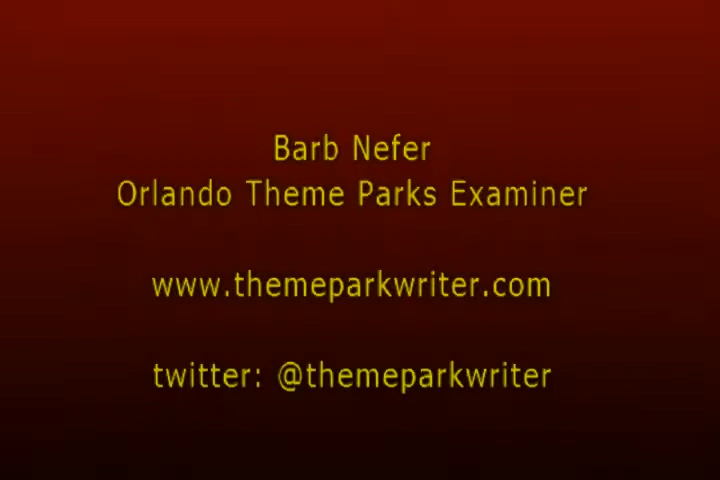 Barb Nefer
Orlando Theme Parks Examiner
www.themeparkwriter.com
twitter: @themeparkwriter